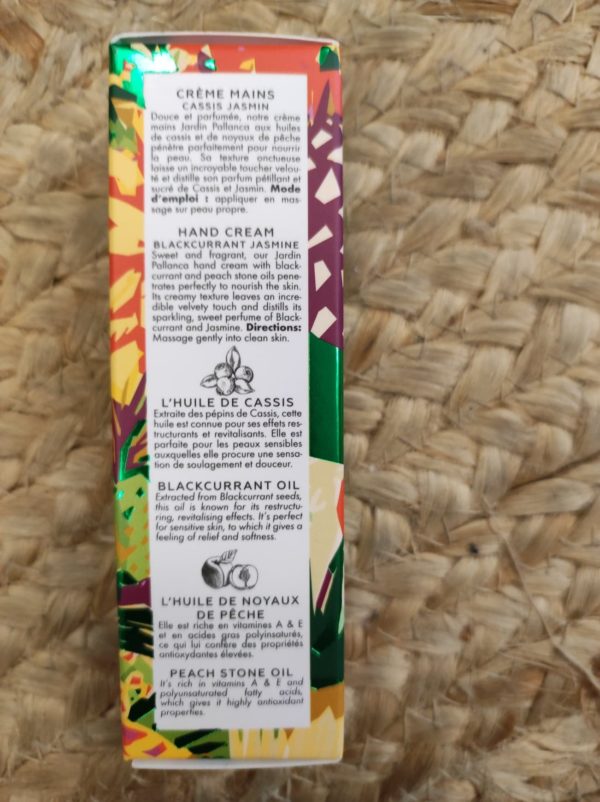 CRÈME MAINS
CASSIS JASMIN
Douce et parfumée, notre crème
mains Jardin Pallanca aux huiles
de cassis et de noyaux de pêche
pénètre parfaitement pour nourrir
la peau. Sa texture onctueuse
laisse un incroyable toucher velou-
té et distille son parfum pétillant et
sucré de Cassis et Jasmin. Mode
d'emploi : appliquer en mas-
sage sur peau propre.
HAND CREAM
BLACKCURRANT JASMINE
Sweet and fragrant, our Jardin
Pallanca hand cream with black-
currant and peach stone oils pene-
trates perfectly to nourish the skin.
Its creamy texture leaves an incre-
dible velvety touch and distills its
sparkling, sweet perfume of Black-
currant and Jasmine. Directions:
Massage gently into clean skin.
L'HUILE DE CASSIS
Extraite des pépins de Cassis, cette
huile est connue pour ses effets res-
tructurants et revitalisants. Elle est
parfaite pour les peaux sensibles
auxquelles elle procure une sensa-
tion de soulagement et douceur.
BLACKCURRANT OIL
Extracted from Blackcurrant seeds,
this oil is known for its restructu-
ring, revitalising effects. It's perfect
for sensitive skin, to which it gives a
feeling of relief and softness.
L'HUILE DE NOYAUX
DE PÊCHE
Elle est riche en vitamines A & E
et en acides gras polyinsaturés,
ce qui lui confère des propriétés
antioxydantes élevées.
PEACH STONE OIL
It's rich in vitamins A & E and
polyunsaturated fatty acids,
which gives it highly antioxidant
properties.